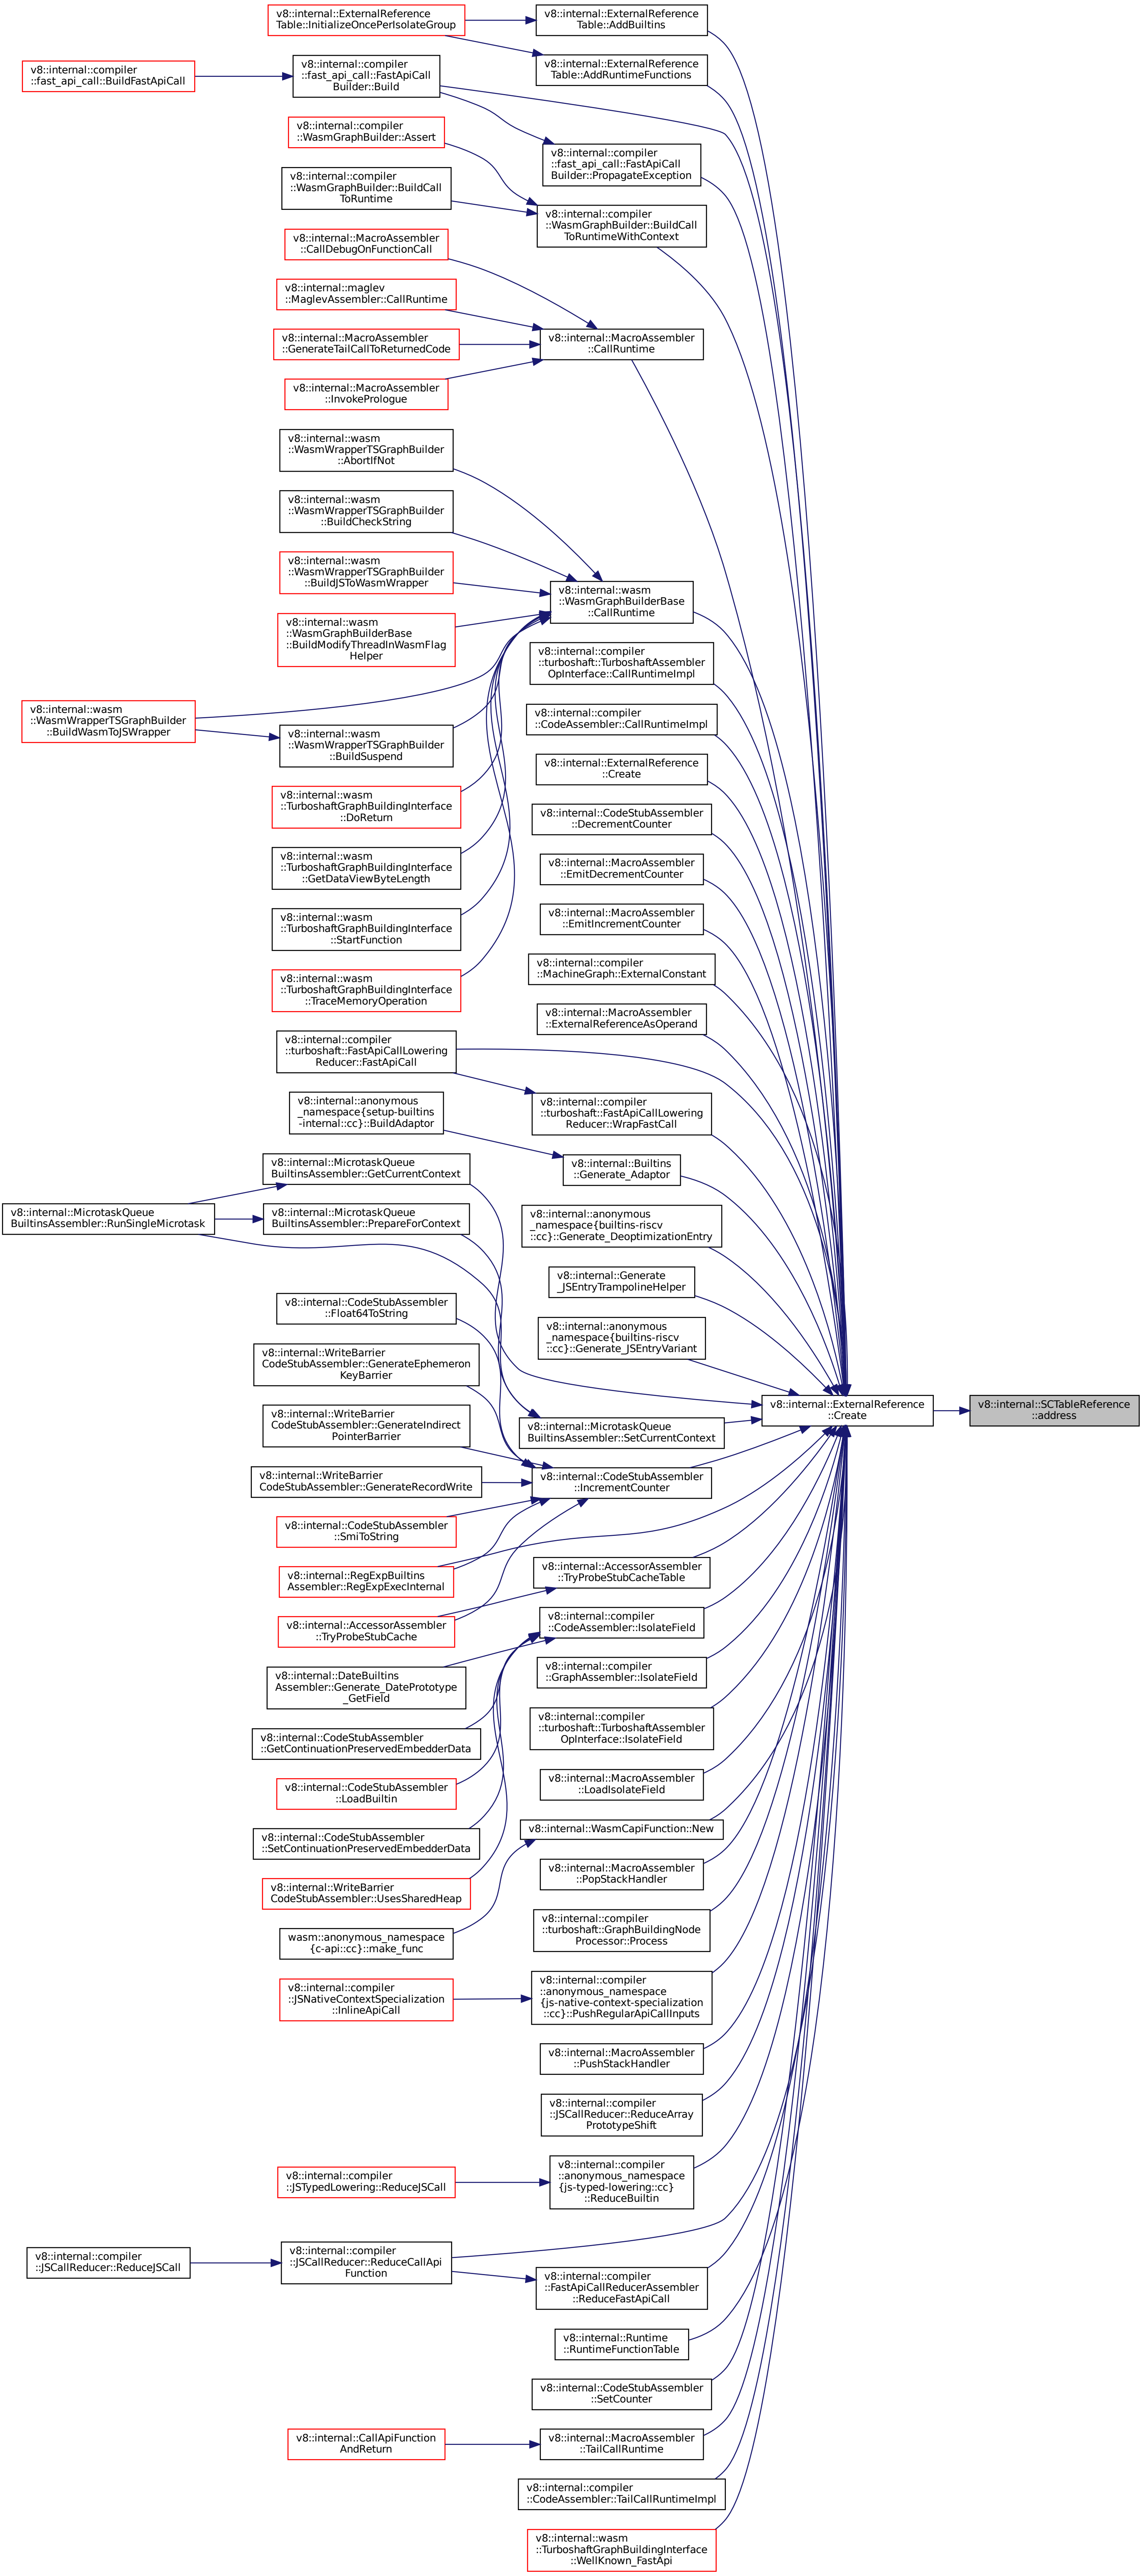 v8::internal::ExternalReference
Table::InitializeOncePerIsolateGroup
v8::internal::ExternalReference
Table::AddBuiltins
v8::internal::ExternalReference
Table::AddRuntimeFunctions
v8::internal::compiler
::fast_api_call::BuildFastApiCall
v8::internal::compiler
::fast_api_call::FastApiCall
Builder::Build
v8::internal::compiler
::WasmGraphBuilder::Assert
v8::internal::compiler
::fast_api_call::FastApiCall
Builder::PropagateException
v8::internal::compiler
::WasmGraphBuilder::BuildCall
ToRuntime
v8::internal::compiler
::WasmGraphBuilder::BuildCall
ToRuntimeWithContext
v8::internal::MacroAssembler
::CallDebugOnFunctionCall
v8::internal::maglev
::MaglevAssembler::CallRuntime
v8::internal::MacroAssembler
::GenerateTailCallToReturnedCode
v8::internal::MacroAssembler
::CallRuntime
v8::internal::MacroAssembler
::InvokePrologue
v8::internal::wasm
::WasmWrapperTSGraphBuilder
::AbortIfNot
v8::internal::wasm
::WasmWrapperTSGraphBuilder
::BuildCheckString
v8::internal::wasm
::WasmWrapperTSGraphBuilder
::BuildJSToWasmWrapper
v8::internal::wasm
::WasmGraphBuilderBase
::CallRuntime
v8::internal::wasm
::WasmGraphBuilderBase
::BuildModifyThreadInWasmFlag
Helper
v8::internal::compiler
::turboshaft::TurboshaftAssembler
OpInterface::CallRuntimeImpl
v8::internal::wasm
::WasmWrapperTSGraphBuilder
::BuildWasmToJSWrapper
v8::internal::wasm
::WasmWrapperTSGraphBuilder
::BuildSuspend
v8::internal::compiler
::CodeAssembler::CallRuntimeImpl
v8::internal::ExternalReference
::Create
v8::internal::wasm
::TurboshaftGraphBuildingInterface
::DoReturn
v8::internal::CodeStubAssembler
::DecrementCounter
v8::internal::wasm
::TurboshaftGraphBuildingInterface
::GetDataViewByteLength
v8::internal::MacroAssembler
::EmitDecrementCounter
v8::internal::wasm
::TurboshaftGraphBuildingInterface
::StartFunction
v8::internal::MacroAssembler
::EmitIncrementCounter
v8::internal::wasm
::TurboshaftGraphBuildingInterface
::TraceMemoryOperation
v8::internal::compiler
::MachineGraph::ExternalConstant
v8::internal::MacroAssembler
::ExternalReferenceAsOperand
v8::internal::compiler
::turboshaft::FastApiCallLowering
Reducer::FastApiCall
v8::internal::compiler
::turboshaft::FastApiCallLowering
Reducer::WrapFastCall
v8::internal::anonymous
_namespace{setup-builtins
-internal::cc}::BuildAdaptor
v8::internal::Builtins
::Generate_Adaptor
v8::internal::MicrotaskQueue
BuiltinsAssembler::GetCurrentContext
v8::internal::MicrotaskQueue
BuiltinsAssembler::RunSingleMicrotask
v8::internal::MicrotaskQueue
BuiltinsAssembler::PrepareForContext
v8::internal::anonymous
_namespace{builtins-riscv
::cc}::Generate_DeoptimizationEntry
v8::internal::Generate
_JSEntryTrampolineHelper
v8::internal::CodeStubAssembler
::Float64ToString
v8::internal::anonymous
_namespace{builtins-riscv
::cc}::Generate_JSEntryVariant
v8::internal::WriteBarrier
CodeStubAssembler::GenerateEphemeron
KeyBarrier
v8::internal::ExternalReference
::Create
v8::internal::SCTableReference
::address
v8::internal::WriteBarrier
CodeStubAssembler::GenerateIndirect
PointerBarrier
v8::internal::MicrotaskQueue
BuiltinsAssembler::SetCurrentContext
v8::internal::WriteBarrier
CodeStubAssembler::GenerateRecordWrite
v8::internal::CodeStubAssembler
::IncrementCounter
v8::internal::CodeStubAssembler
::SmiToString
v8::internal::RegExpBuiltins
Assembler::RegExpExecInternal
v8::internal::AccessorAssembler
::TryProbeStubCacheTable
v8::internal::AccessorAssembler
::TryProbeStubCache
v8::internal::compiler
::CodeAssembler::IsolateField
v8::internal::DateBuiltins
Assembler::Generate_DatePrototype
_GetField
v8::internal::compiler
::GraphAssembler::IsolateField
v8::internal::CodeStubAssembler
::GetContinuationPreservedEmbedderData
v8::internal::compiler
::turboshaft::TurboshaftAssembler
OpInterface::IsolateField
v8::internal::CodeStubAssembler
::LoadBuiltin
v8::internal::MacroAssembler
::LoadIsolateField
v8::internal::CodeStubAssembler
::SetContinuationPreservedEmbedderData
v8::internal::WasmCapiFunction::New
v8::internal::WriteBarrier
CodeStubAssembler::UsesSharedHeap
v8::internal::MacroAssembler
::PopStackHandler
wasm::anonymous_namespace
{c-api::cc}::make_func
v8::internal::compiler
::turboshaft::GraphBuildingNode
Processor::Process
v8::internal::compiler
::JSNativeContextSpecialization
::InlineApiCall
v8::internal::compiler
::anonymous_namespace
{js-native-context-specialization
::cc}::PushRegularApiCallInputs
v8::internal::MacroAssembler
::PushStackHandler
v8::internal::compiler
::JSCallReducer::ReduceArray
PrototypeShift
v8::internal::compiler
::JSTypedLowering::ReduceJSCall
v8::internal::compiler
::anonymous_namespace
{js-typed-lowering::cc}
::ReduceBuiltin
v8::internal::compiler
::JSCallReducer::ReduceJSCall
v8::internal::compiler
::JSCallReducer::ReduceCallApi
Function
v8::internal::compiler
::FastApiCallReducerAssembler
::ReduceFastApiCall
v8::internal::Runtime
::RuntimeFunctionTable
v8::internal::CodeStubAssembler
::SetCounter
v8::internal::CallApiFunction
AndReturn
v8::internal::MacroAssembler
::TailCallRuntime
v8::internal::compiler
::CodeAssembler::TailCallRuntimeImpl
v8::internal::wasm
::TurboshaftGraphBuildingInterface
::WellKnown_FastApi